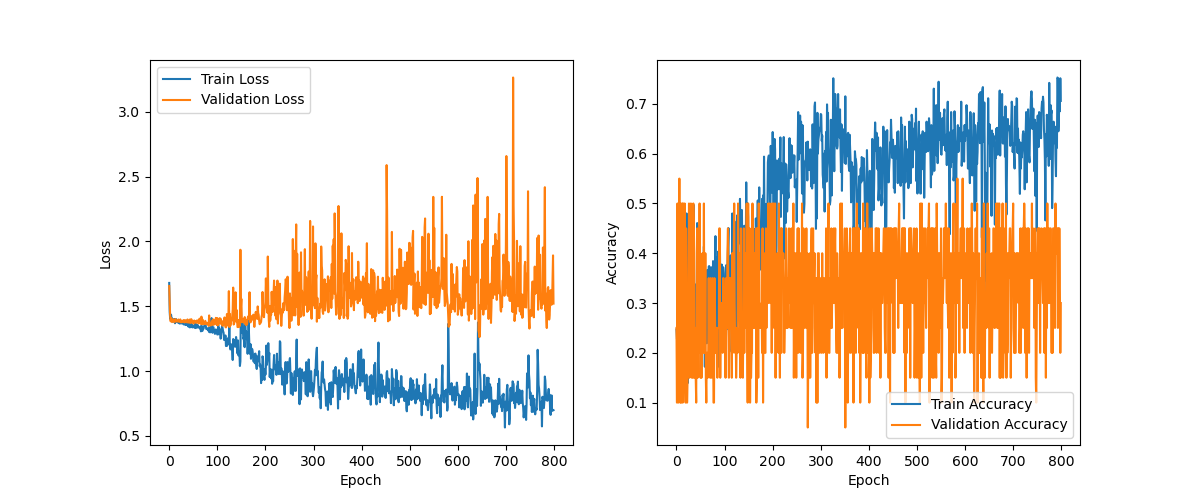 Train Loss
Validation Loss
3.0
2.5
2.0
1.5
1.0
0.5
Loss
0 100 200 300 400 500 600 700 800
Epoch
0.7
0.6
0.5
0.4
0.3
0.2
0.1
Accuracy
Train Accuracy
Validation Accuracy
0 100 200 300 400 500 600 700 800
Epoch